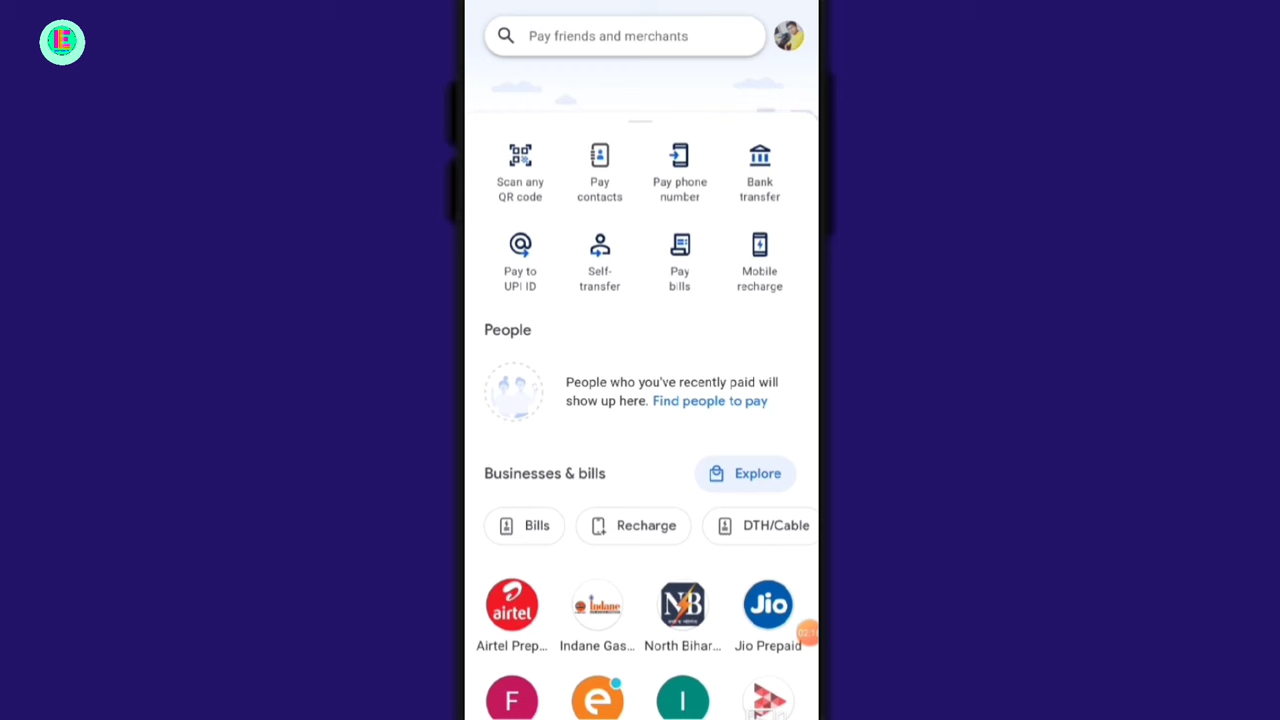 E
Pay friends and merchants
Scan any QR code
Pay contacts
Pay phone number
Bank transfer
Pay to UPI ID
Self-transfer
Pay bills
Mobile recharge
People
People who you've recently paid will
show up here. Find people to pay
Businesses & bills
Explore
Bills
Recharge
DTH/Cable
airtel
Indane
NB
Jio
Airtel Prep...
Indane Gas...
North Bihar...
Jio Prepaid
F
e
I